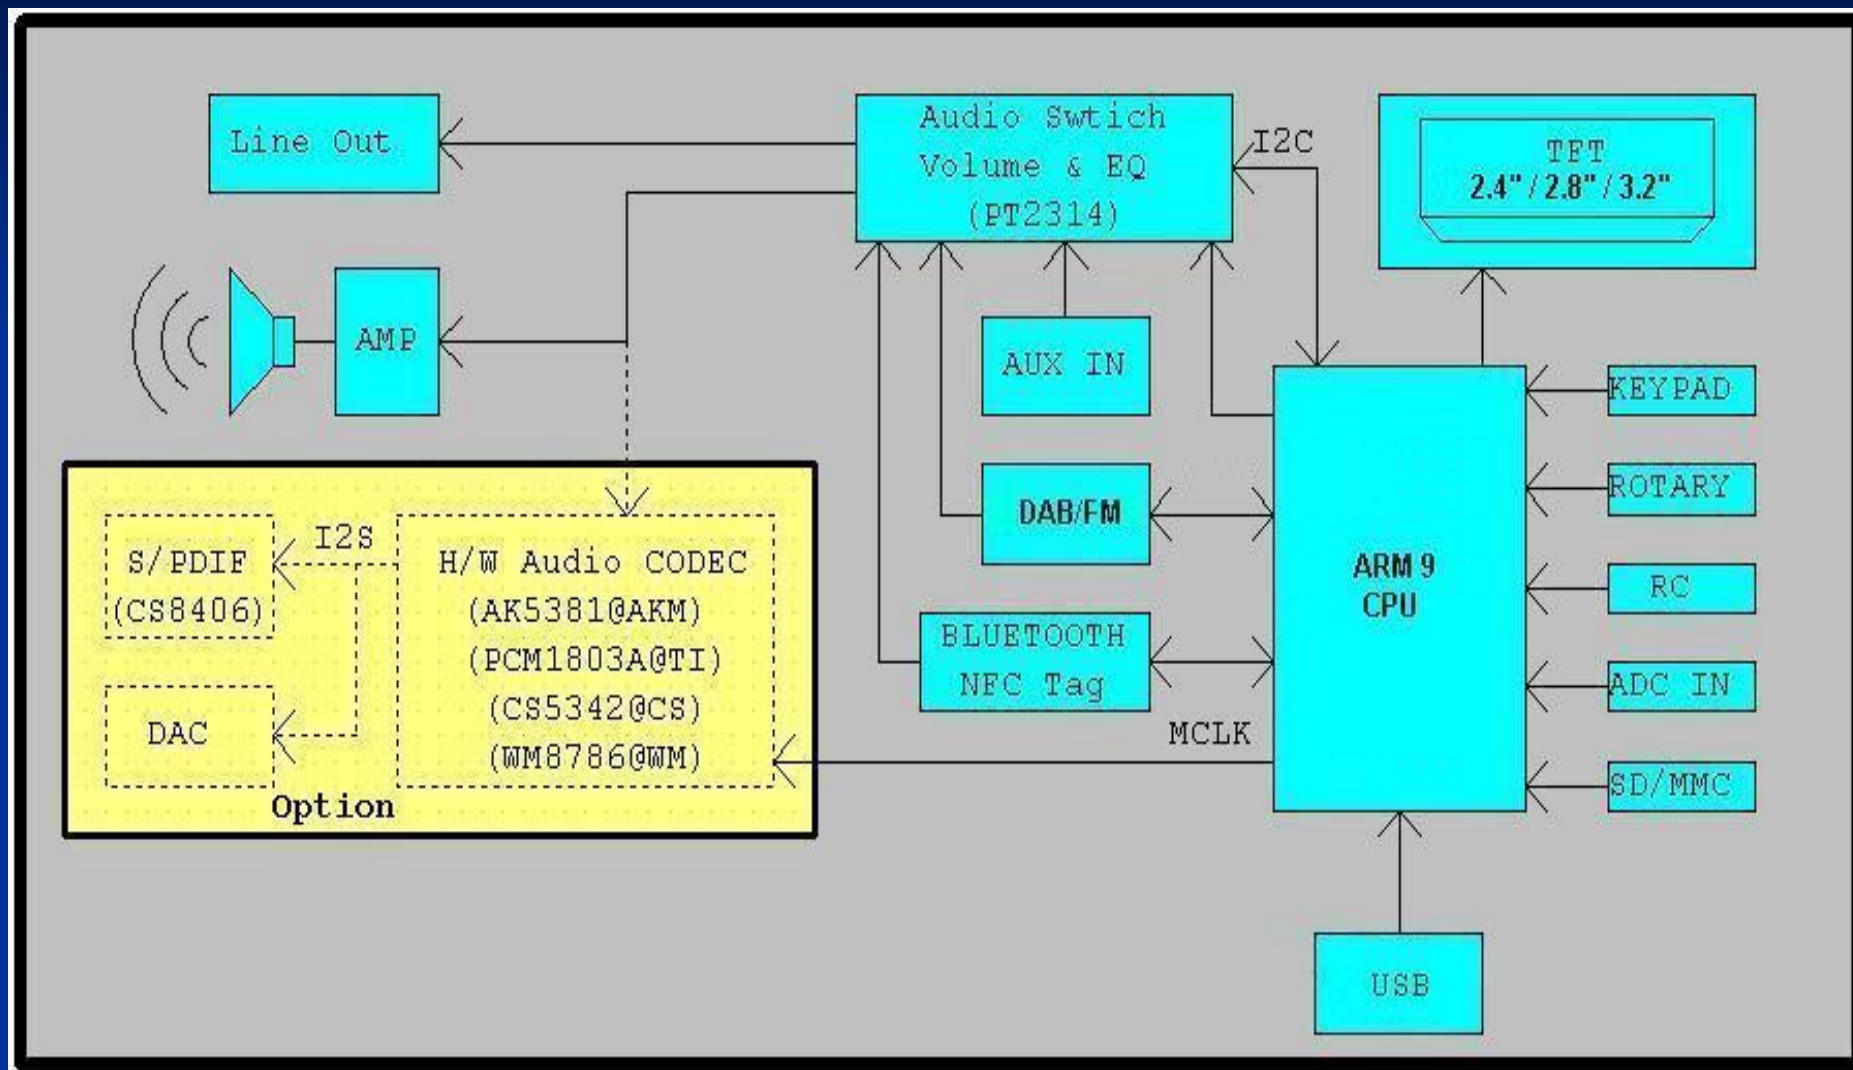 Line Out
Audio Swtich
Volume & EQ
(PT2314)
I2C
TFT
2.4" / 2.8" / 3.2"
AMP
AUX IN
KEYPAD
ROTARY
DAB/FM
ARM 9
CPU
RC
BLUETOOTH
NFC Tag
ADC IN
MCLK
SD/MMC
USB
S/PDIF
(CS8406)
I2S
H/W Audio CODEC
(AK5381@AKM)
(PCM1803A@TI)
(CS5342@CS)
(WM8786@WM)
DAC
Option